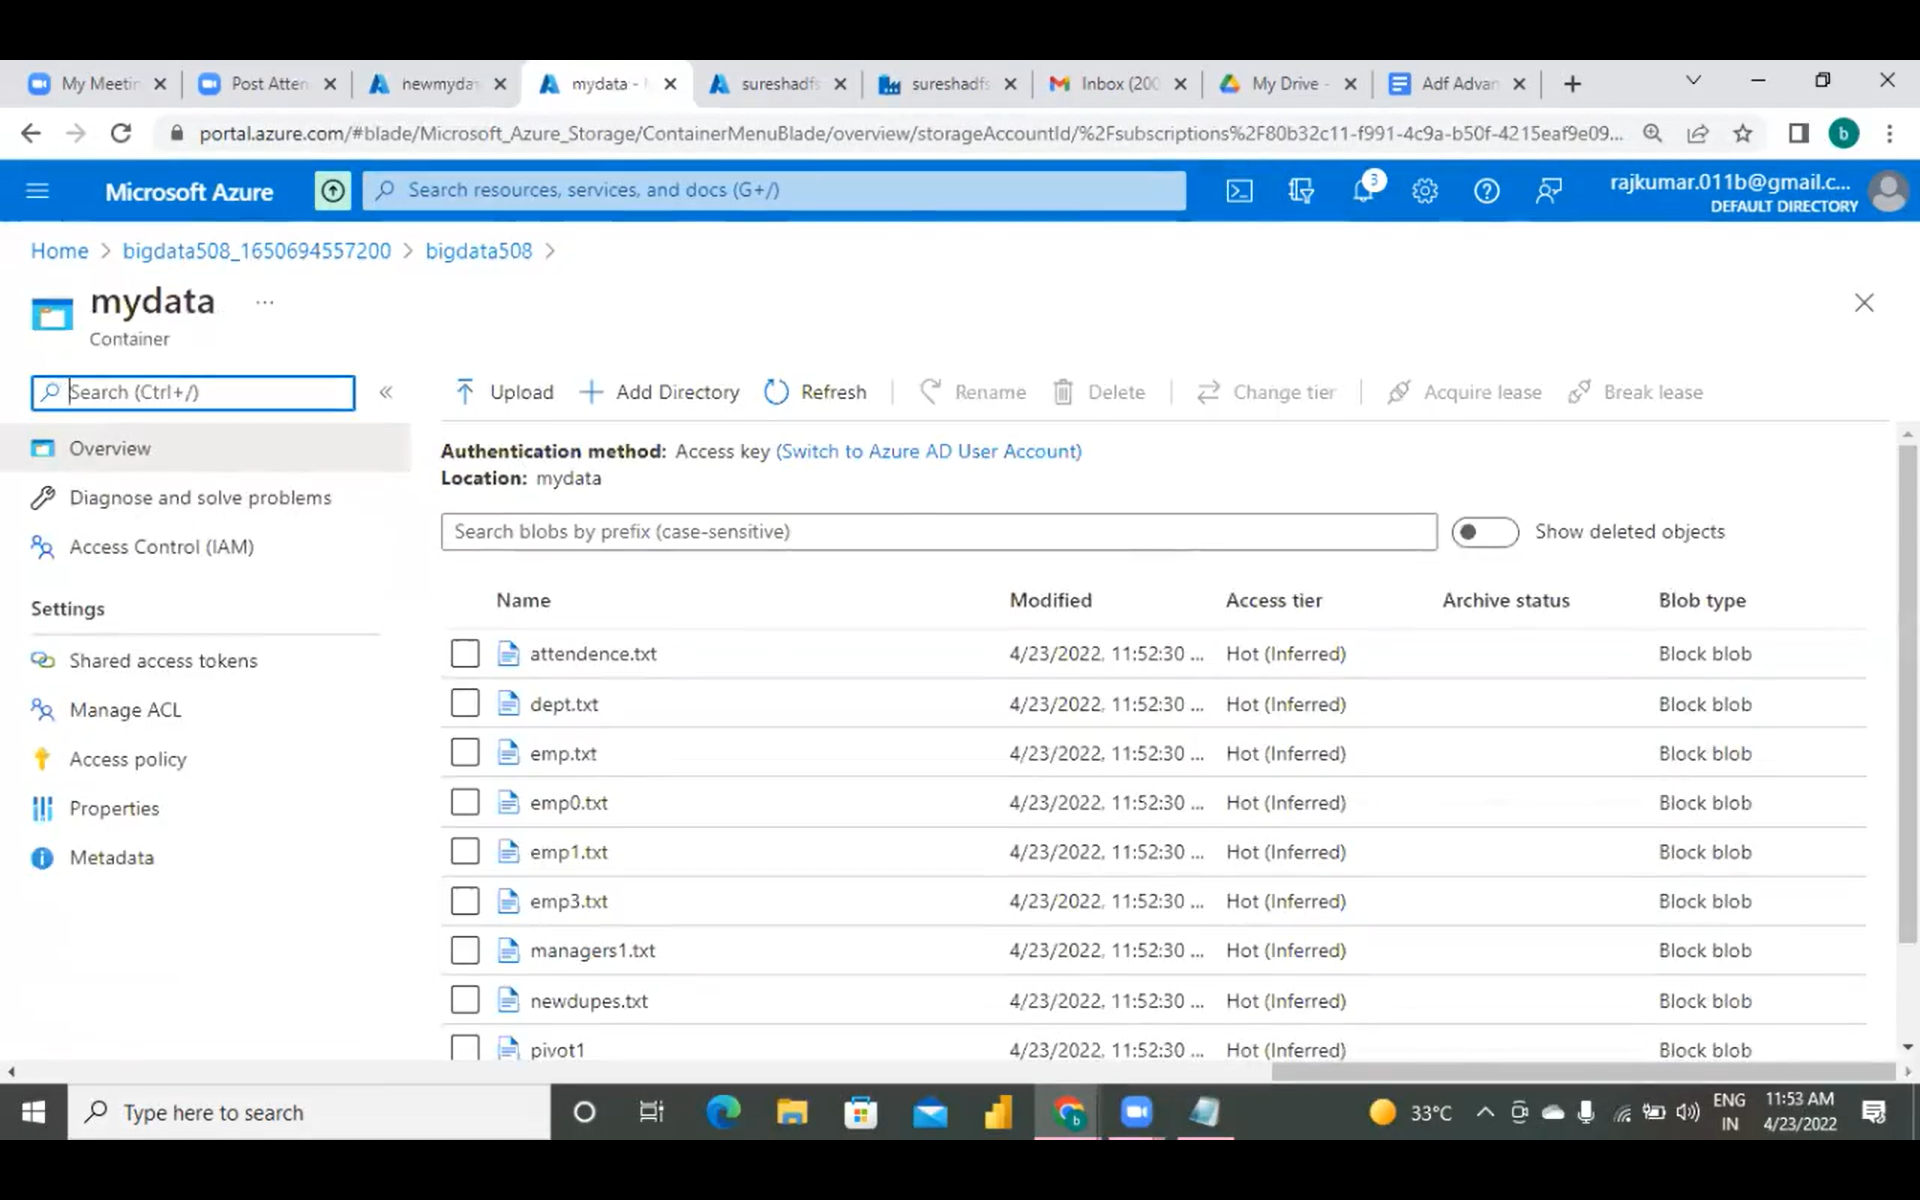 My Meetin
Post Atten
newmydat
mydata -
sureshadfs
sureshadfs
Inbox (200
My Drive -
Adf Advan
portal.azure.com/#blade/Microsoft_Azure_Storage/ContainerMenuBlade/overview/storageAccountId/%2Fsubscriptions%2F80b32c11-f991-4c9a-b50f-4215eaf9e09...
b
Microsoft Azure
Search resources, services, and docs (G+/)
3
rajkumar.011b@gmail.c...
DEFAULT DIRECTORY
Home > bigdata508_1650694557200 > bigdata508 >
mydata ...
Container
Search (Ctrl+/)
«
Upload
Add Directory
Refresh
Rename
Delete
Change tier
Acquire lease
Break lease
Overview
Diagnose and solve problems
Access Control (IAM)
Settings
Shared access tokens
Manage ACL
Access policy
Properties
Metadata
Authentication method: Access key (Switch to Azure AD User Account)
Location: mydata
Search blobs by prefix (case-sensitive)
Show deleted objects
Name Modified Access tier Archive status Blob type
attendence.txt 4/23/2022, 11:52:30 ... Hot (Inferred) Block blob
dept.txt 4/23/2022, 11:52:30 ... Hot (Inferred) Block blob
emp.txt 4/23/2022, 11:52:30 ... Hot (Inferred) Block blob
emp0.txt 4/23/2022, 11:52:30 ... Hot (Inferred) Block blob
emp1.txt 4/23/2022, 11:52:30 ... Hot (Inferred) Block blob
emp3.txt 4/23/2022, 11:52:30 ... Hot (Inferred) Block blob
managers1.txt 4/23/2022, 11:52:30 ... Hot (Inferred) Block blob
newdupes.txt 4/23/2022, 11:52:30 ... Hot (Inferred) Block blob
pivot1 4/23/2022, 11:52:30 ... Hot (Inferred) Block blob
Type here to search
b
33°C
ENG
IN
11:53 AM
4/23/2022